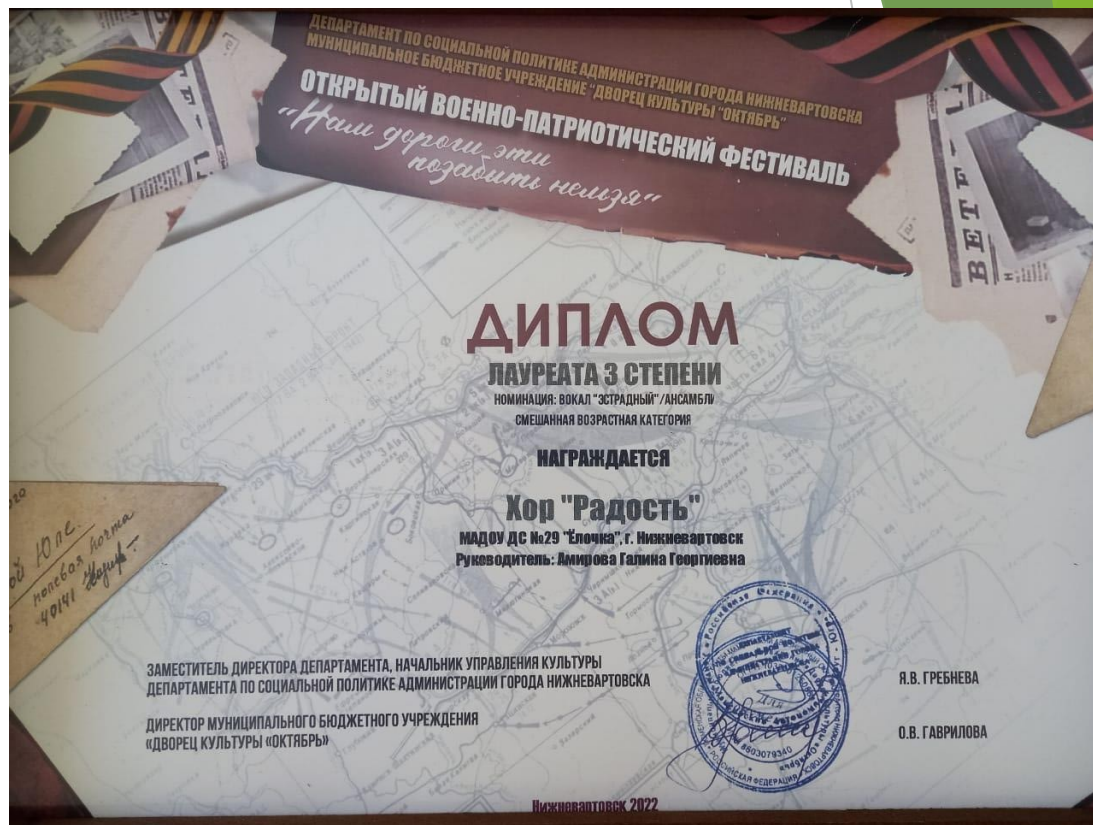 ДЕПАРТАМЕНТ ПО СОЦИАЛЬНОЙ ПОЛИТИКЕ АДМИНИСТРАЦИИ ГОРОДА НИЖНЕВАРТОВСКА
МУНИЦИПАЛЬНОЕ БЮДЖЕТНОЕ УЧРЕЖДЕНИЕ "ДВОРЕЦ КУЛЬТУРЫ "ОКТЯБРЬ"
ОТКРЫТЫЙ ВОЕННО-ПАТРИОТИЧЕСКИЙ ФЕСТИВАЛЬ
"Нам дороги эти
позабыть нельзя"
ДИПЛОМ
ЛАУРЕАТА 3 СТЕПЕНИ
НОМИНАЦИЯ: ВОКАЛ "ЭСТРАДНЫЙ"/АНСАМБЛИ
СМЕШАННАЯ ВОЗРАСТНАЯ КАТЕГОРИЯ
НАГРАЖДАЕТСЯ
Хор "Радость"
МАДОУ ДС №29 "Ёлочка", г. Нижневартовск
Руководитель: Амирова Галина Георгиевна
полевая почта
40141
ЗАМЕСТИТЕЛЬ ДИРЕКТОРА ДЕПАРТАМЕНТА, НАЧАЛЬНИК УПРАВЛЕНИЯ КУЛЬТУРЫ
ДЕПАРТАМЕНТА ПО СОЦИАЛЬНОЙ ПОЛИТИКЕ АДМИНИСТРАЦИИ ГОРОДА НИЖНЕВАРТОВСКА
Я.В. ГРЕБНЕВА
ДИРЕКТОР МУНИЦИПАЛЬНОГО БЮДЖЕТНОГО УЧРЕЖДЕНИЯ
«ДВОРЕЦ КУЛЬТУРЫ «ОКТЯБРЬ»
О.В. ГАВРИЛОВА
8603079340
Нижневартовск 2022